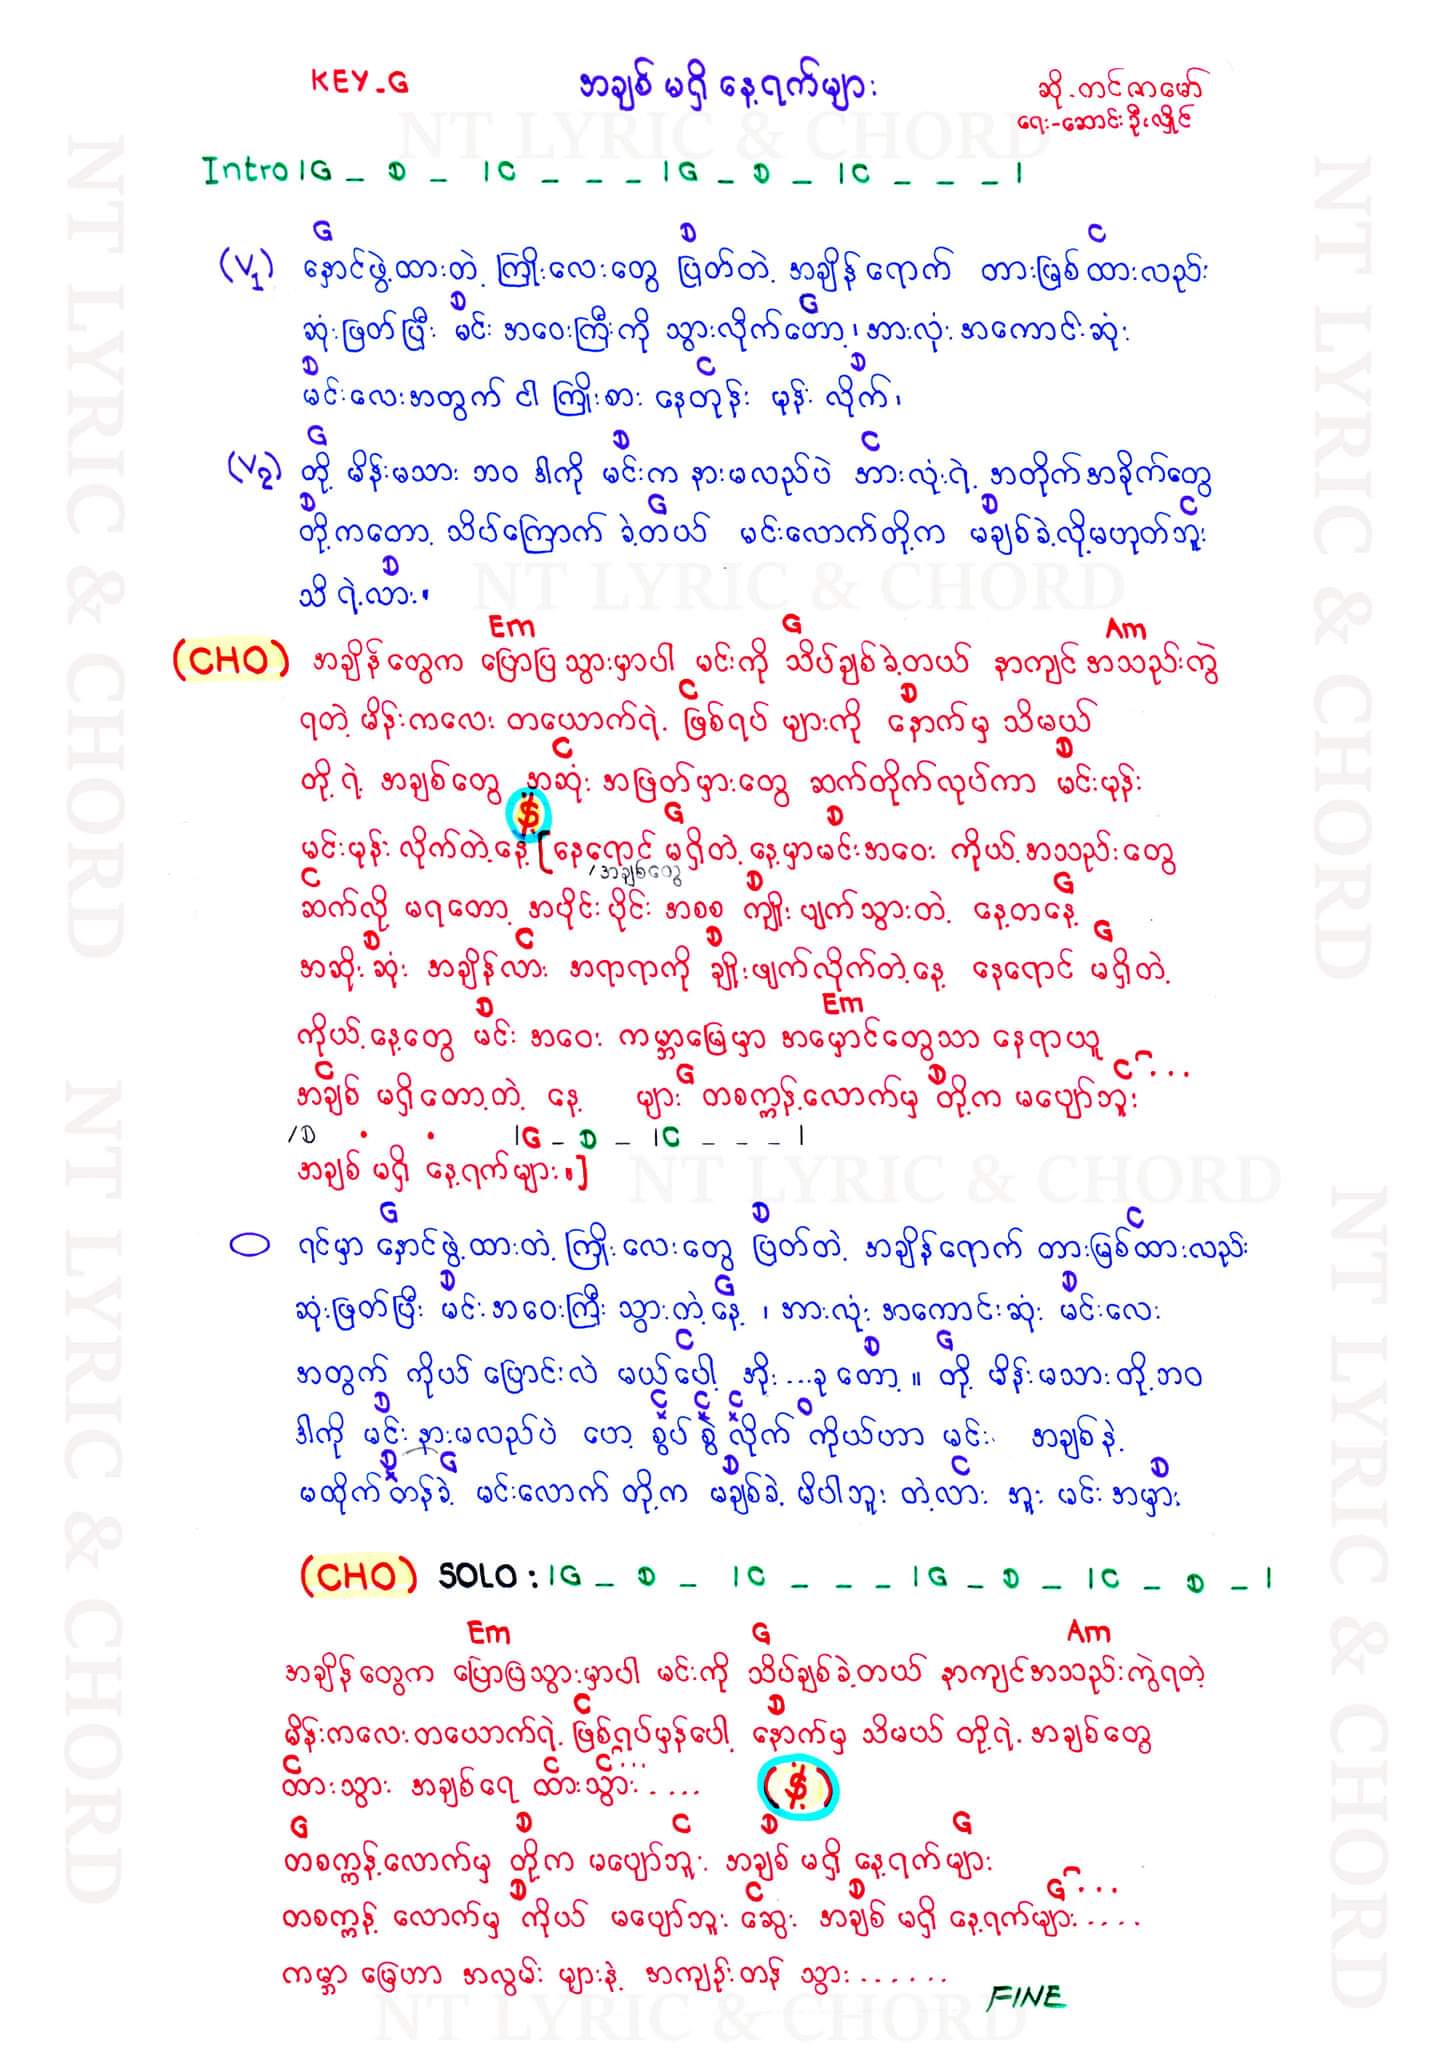 KEY_G
အချစ် မရှိ နေ့ရက်များ
ဆို-ကင်ဇာမော်
ရေး-ဆောင်းဦးလှိုင်
Intro |G _ D _ |C _ _ _ |G _ D _ |C _ _ _ |
G D C
(V1) နှောင်ဖွဲ့ထားတဲ့ ကြိုးလေးတွေ ပြတ်တဲ့ အချိန်ရောက် တားမြစ်ထားလည်း
D G
ဆုံးဖြတ်ပြီး မင်း အဝေးကြီးကို သွားလိုက်တော့၊ အားလုံး အကောင်းဆုံး
D C D
မင်းလေးအတွက် ငါ ကြိုးစား နေတုန်း မုန်း လိုက်၊
G D C
(V2) တို့ မိန်းမသား ဘဝ ဒါကို မင်းက နားမလည်ပဲ အားလုံးရဲ့ အတိုက်အခိုက်တွေ
D G D C
တို့ကတော့ သိပ်ကြောက် ခဲ့တယ် မင်းလောက်တို့က မချစ်ခဲ့လို့မဟုတ်ဘူး
D
သိ ရဲ့လား။
Em G Am
(CHO) အချိန်တွေက ပြောပြသွားမှာပါ မင်းကို သိပ်ချစ်ခဲ့တယ် နာကျင် အသည်းကွဲ
C D
ရတဲ့ မိန်းကလေး တယောက်ရဲ့ ဖြစ်ရပ် များကို နောက်မှ သိမယ်
C D
တို့ ရဲ့ အချစ်တွေ အဆုံး အဖြတ်မှားတွေ ဆက်တိုက်လုပ်ကာ မင်းမုန်း
G D
မင်းမုန်း လိုက်တဲ့နေ့ [နေရောင် မရှိတဲ့ နေ့မှာမင်းအဝေး ကိုယ့်အသည်းတွေ
/အချစ်တွေ
C D G
ဆက်လို့ မရတော့ အပိုင်းပိုင်း အစစ ကျိုးပျက်သွားတဲ့ နေ့တနေ့
D C D G
အဆိုးဆုံး အချိန်လား အရာရာကို ချိုးဖျက်လိုက်တဲ့နေ့ နေရောင် မရှိတဲ့
D Em
ကိုယ့်နေ့တွေ မင်း အဝေး ကမ္ဘာမြေမှာ အမှောင်တွေသာ နေရာယူ
C G D C ...
အချစ် မရှိတော့တဲ့ နေ့ များ တစက္ကန့်လောက်မှ တို့က မပျော်ဘူး
/D . . |G _ D _ |C _ _ _ |
အချစ် မရှိ နေ့ရက်များ။]
G D C
ရင်မှာ နှောင်ဖွဲ့ထားတဲ့ ကြိုးလေးတွေ ပြတ်တဲ့ အချိန်ရောက် တားမြစ်ထားလည်း
D G D
ဆုံးဖြတ်ပြီး မင်းအဝေးကြီး သွားတဲ့နေ့ ၊ အားလုံး အကောင်းဆုံး မင်းလေး
C D G
အတွက် ကိုယ် ပြောင်းလဲ မယ်ပေါ့ အိုး...ခု တော့ ။ တို့ မိန်းမသားတို့ဘဝ
D C C C D
ဒါကို မင်းနားမလည်ပဲ ဟော့ စွပ်စွဲလိုက် ကိုယ်ဟာ မင်း အချစ်နဲ့
D G D C D
မထိုက်တန်ခဲ့ မင်းလောက် တို့က မချစ်ခဲ့ မိပါဘူး တဲ့လား အူး မင်းအမှား
(CHO) SOLO : |G _ D _ |C _ _ _ |G _ D _ |C _ D _ |
Em G Am
အချိန်တွေက ပြောပြသွားမှာပါ မင်းကို သိပ်ချစ်ခဲ့တယ် နာကျင်အသည်းကွဲရတဲ့
C D
မိန်းကလေးတယောက်ရဲ့ ဖြစ်ရပ်မှန်ပေါ့ နောက်မှ သိမယ် တို့ရဲ့ အချစ်တွေ
C C C ...
ထားသွား အချစ်ရေ ထားသွား.....
G D C D G
တစက္ကန့်လောက်မှ တို့က မပျော်ဘူး အချစ် မရှိ နေ့ရက်များ
D C D G ...
တစက္ကန့် လောက်မှ ကိုယ် မပျော်ဘူး ဆွေး အချစ် မရှိ နေ့ရက်များ....
ကမ္ဘာ မြေဟာ အလွမ်း များနဲ့ အကျဉ်းတန် သွား......
FINE
NT LYRIC & CHORD